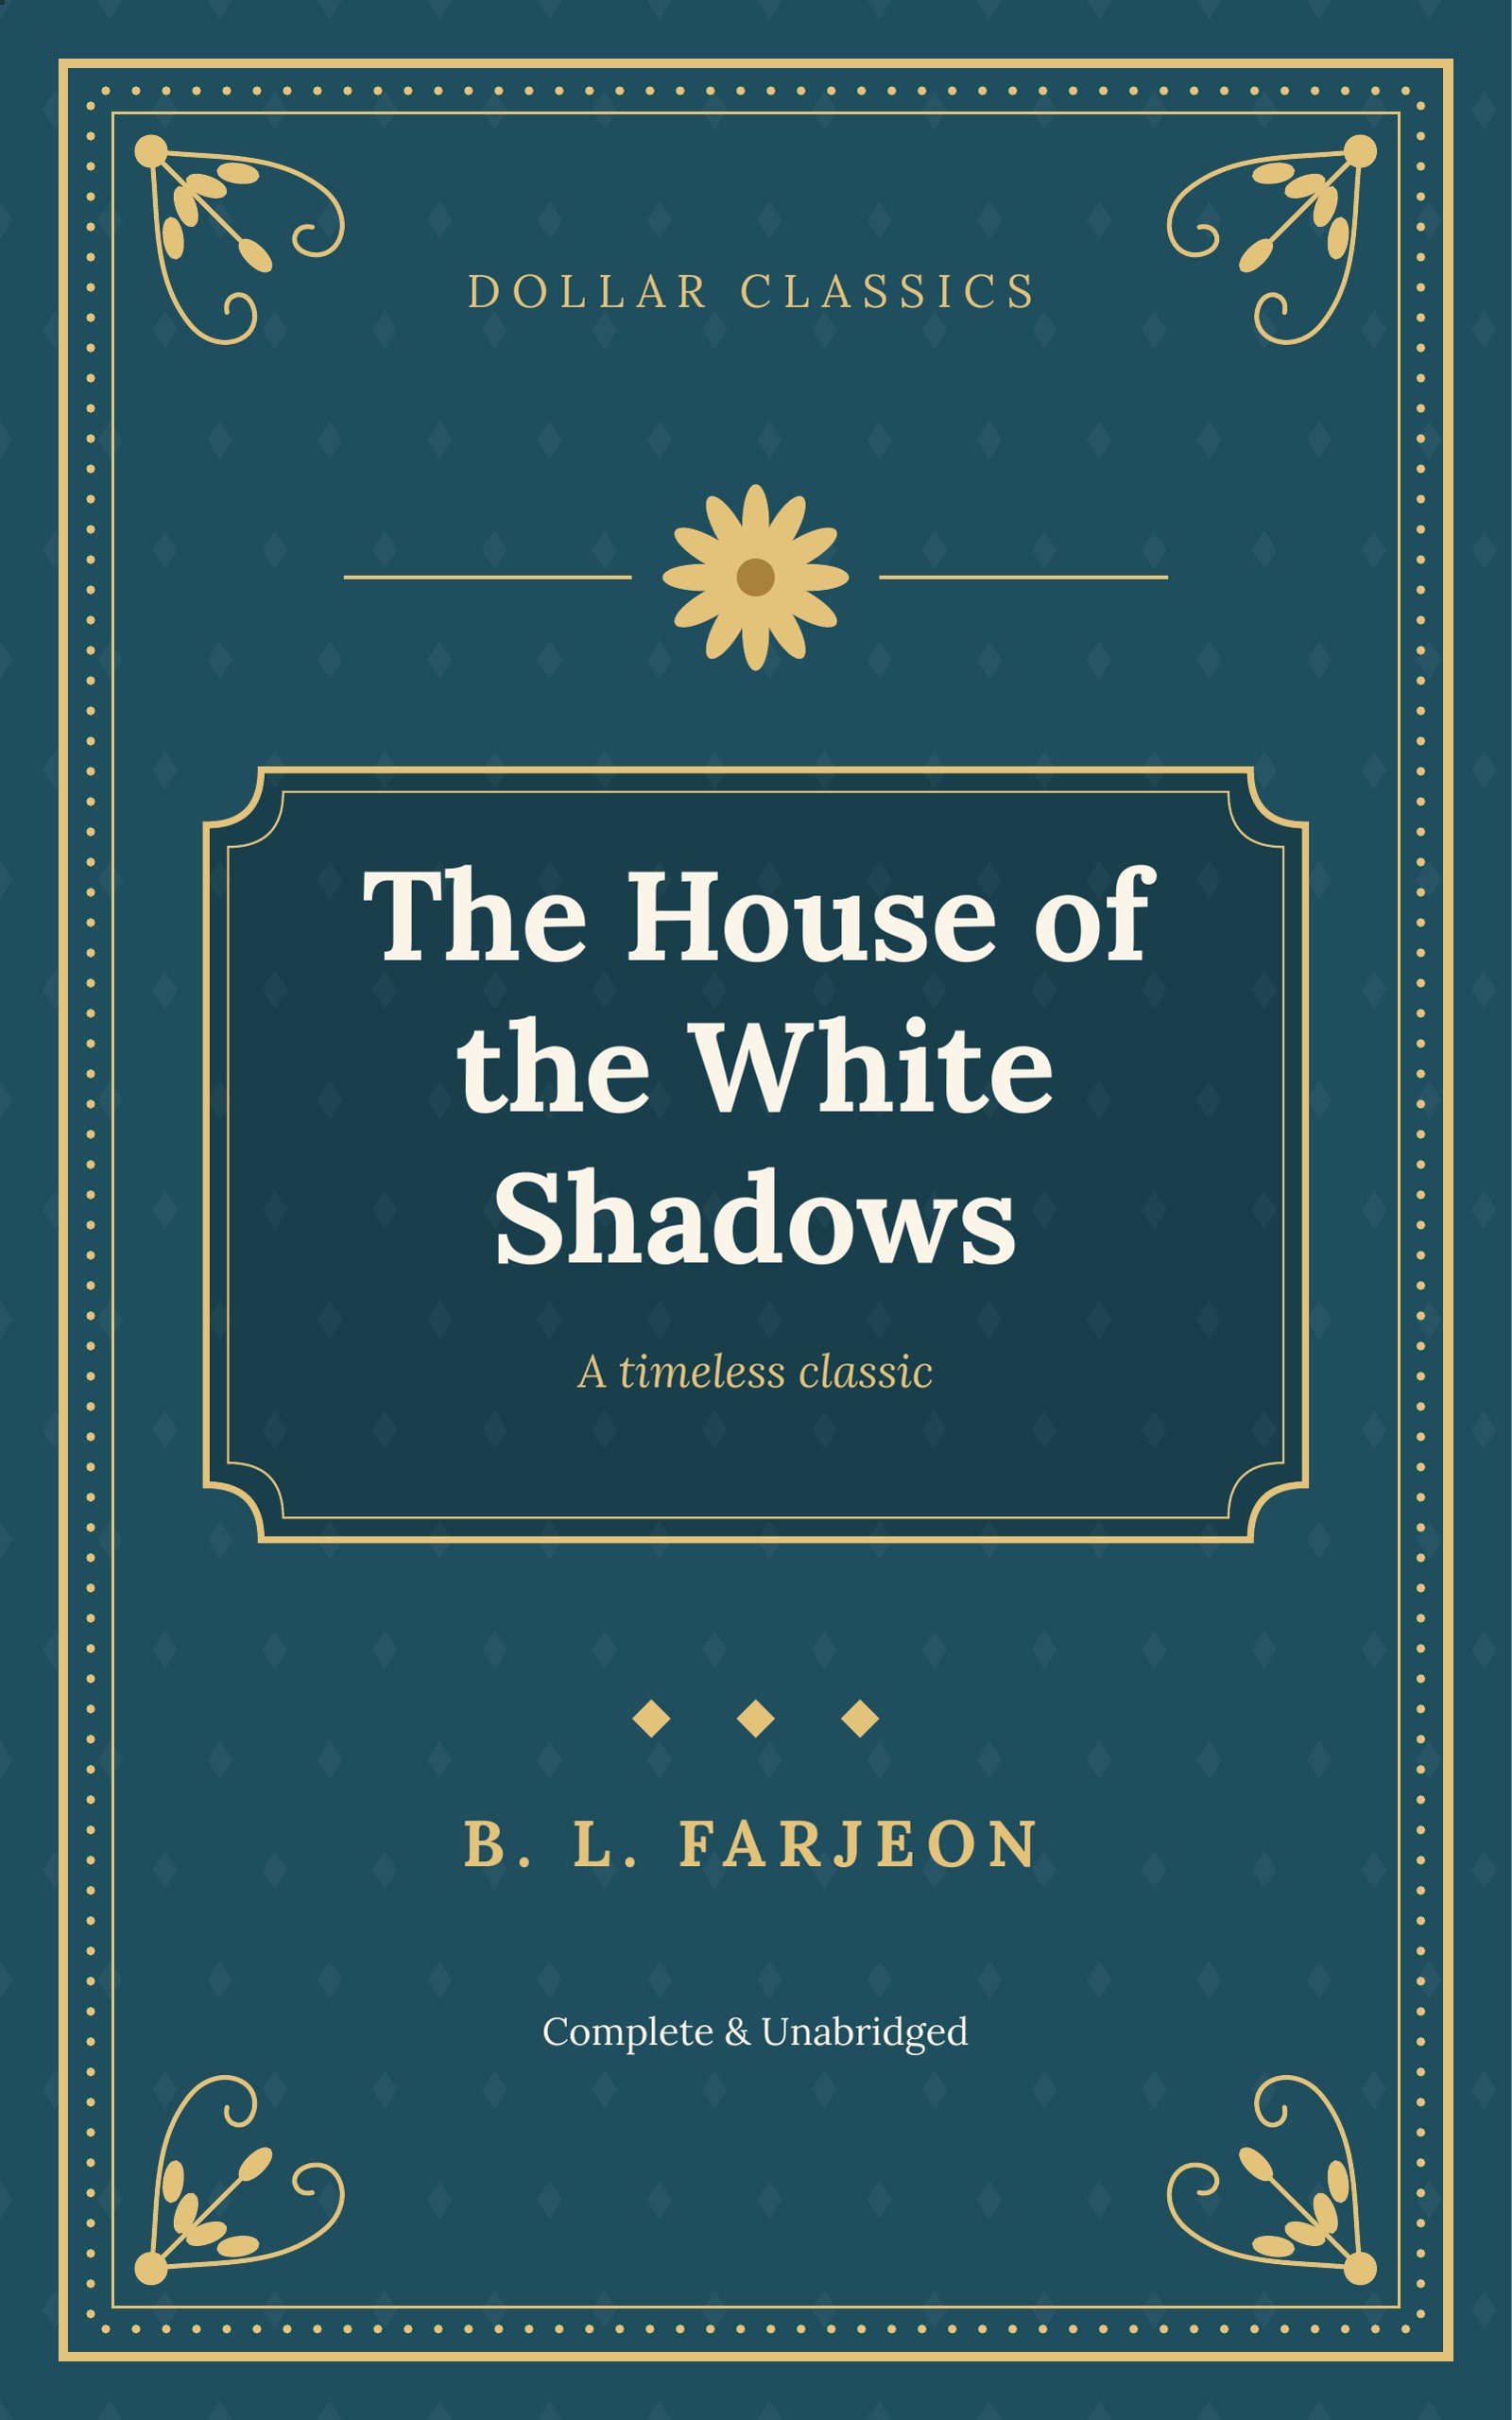 DOLLAR CLASSICS
The House of
the White
Shadows
A timeless classic
B. L. FARJEON
Complete & Unabridged